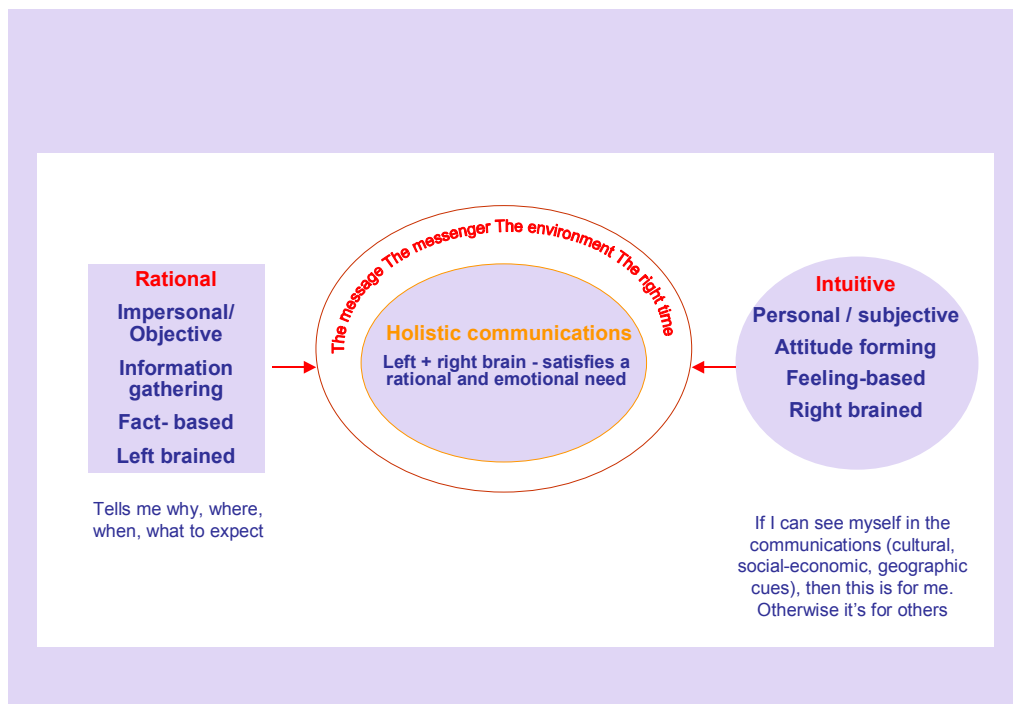 Rational
Impersonal/
Objective
Information
gathering
Fact- based
Left brained
Tells me why, where,
when, what to expect
The message The messenger The environment The right time
Holistic communications
Left + right brain - satisfies a
rational and emotional need
Intuitive
Personal / subjective
Attitude forming
Feeling-based
Right brained
If I can see myself in the
communications (cultural,
social-economic, geographic
cues), then this is for me.
Otherwise it’s for others